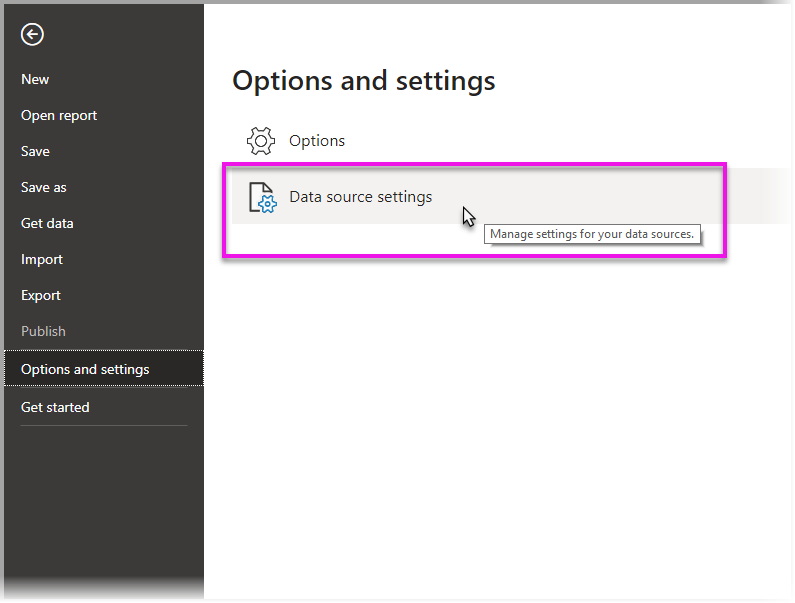 New
Open report
Save
Save as
Get data
Import
Export
Publish
Options and settings
Get started
Options and settings
Options
Data source settings
Manage settings for your data sources.